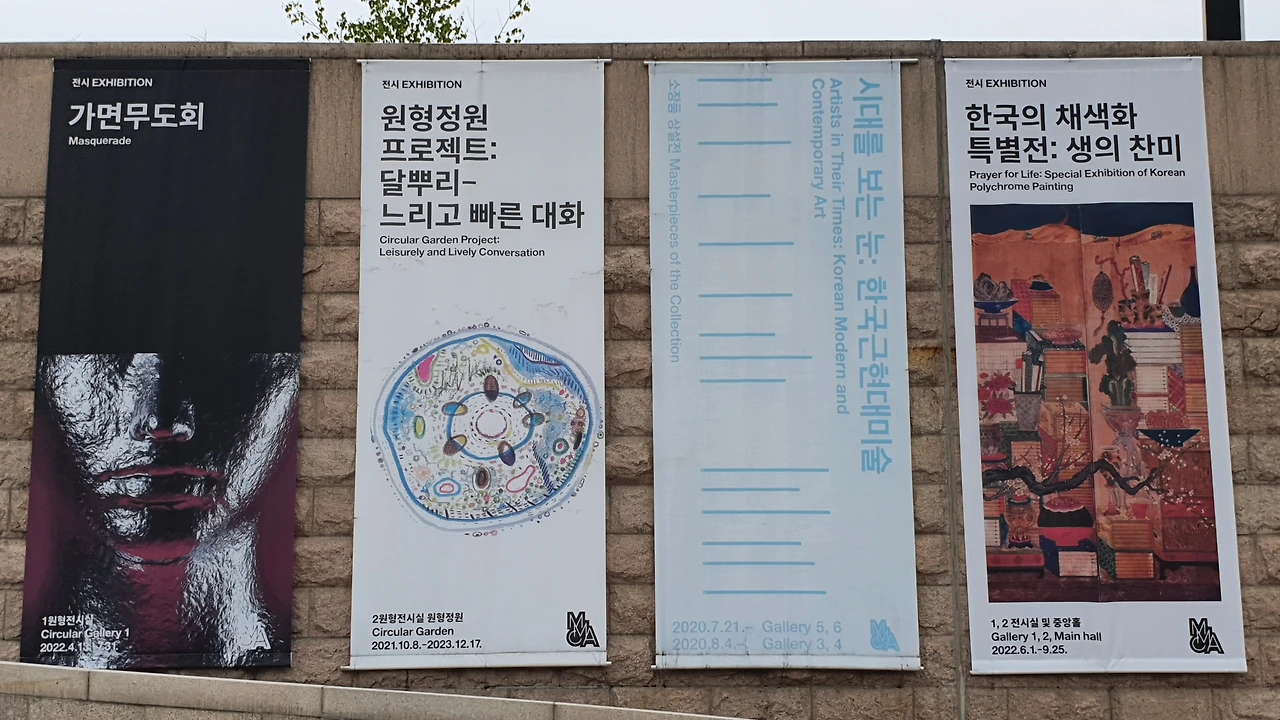 전시 EXHIBITION
가면무도회
Masquerade
1원형전시실
Circular Gallery 1
전시 EXHIBITION
원형정원
프로젝트:
달뿌리–
느리고 빠른 대화
Circular Garden Project:
Leisurely and Lively Conversation
2원형전시실 원형정원
Circular Garden
2021.10.8.–2023.12.17.
MMCA
시대를 보는 눈: 한국근현대미술
Artists in Their Times: Korean Modern and
Contemporary Art
소장품 상설전 Masterpieces of the Collection
2020.7.21.– Gallery 5, 6
2020.8.4.– Gallery 3, 4
MMCA
전시 EXHIBITION
한국의 채색화
특별전: 생의 찬미
Prayer for Life: Special Exhibition of Korean
Polychrome Painting
1, 2 전시실 및 중앙홀
Gallery 1, 2, Main hall
2022.6.1.–9.25.
MMCA